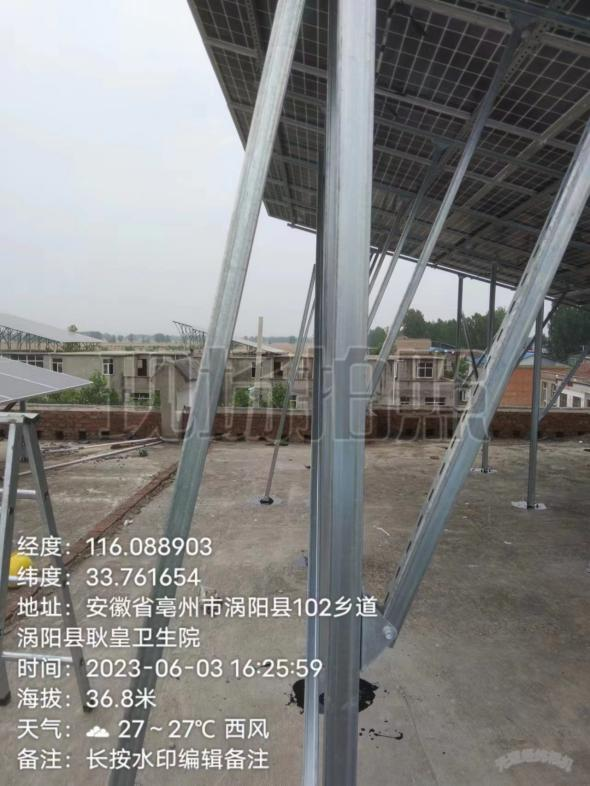 经度：116.088903
纬度：33.761654
地址：安徽省亳州市涡阳县102乡道
涡阳县耿皇卫生院
时间：2023-06-03 16:25:59
海拔：36.8米
天气：☁ 27~27℃ 西风
备注：长按水印编辑备注